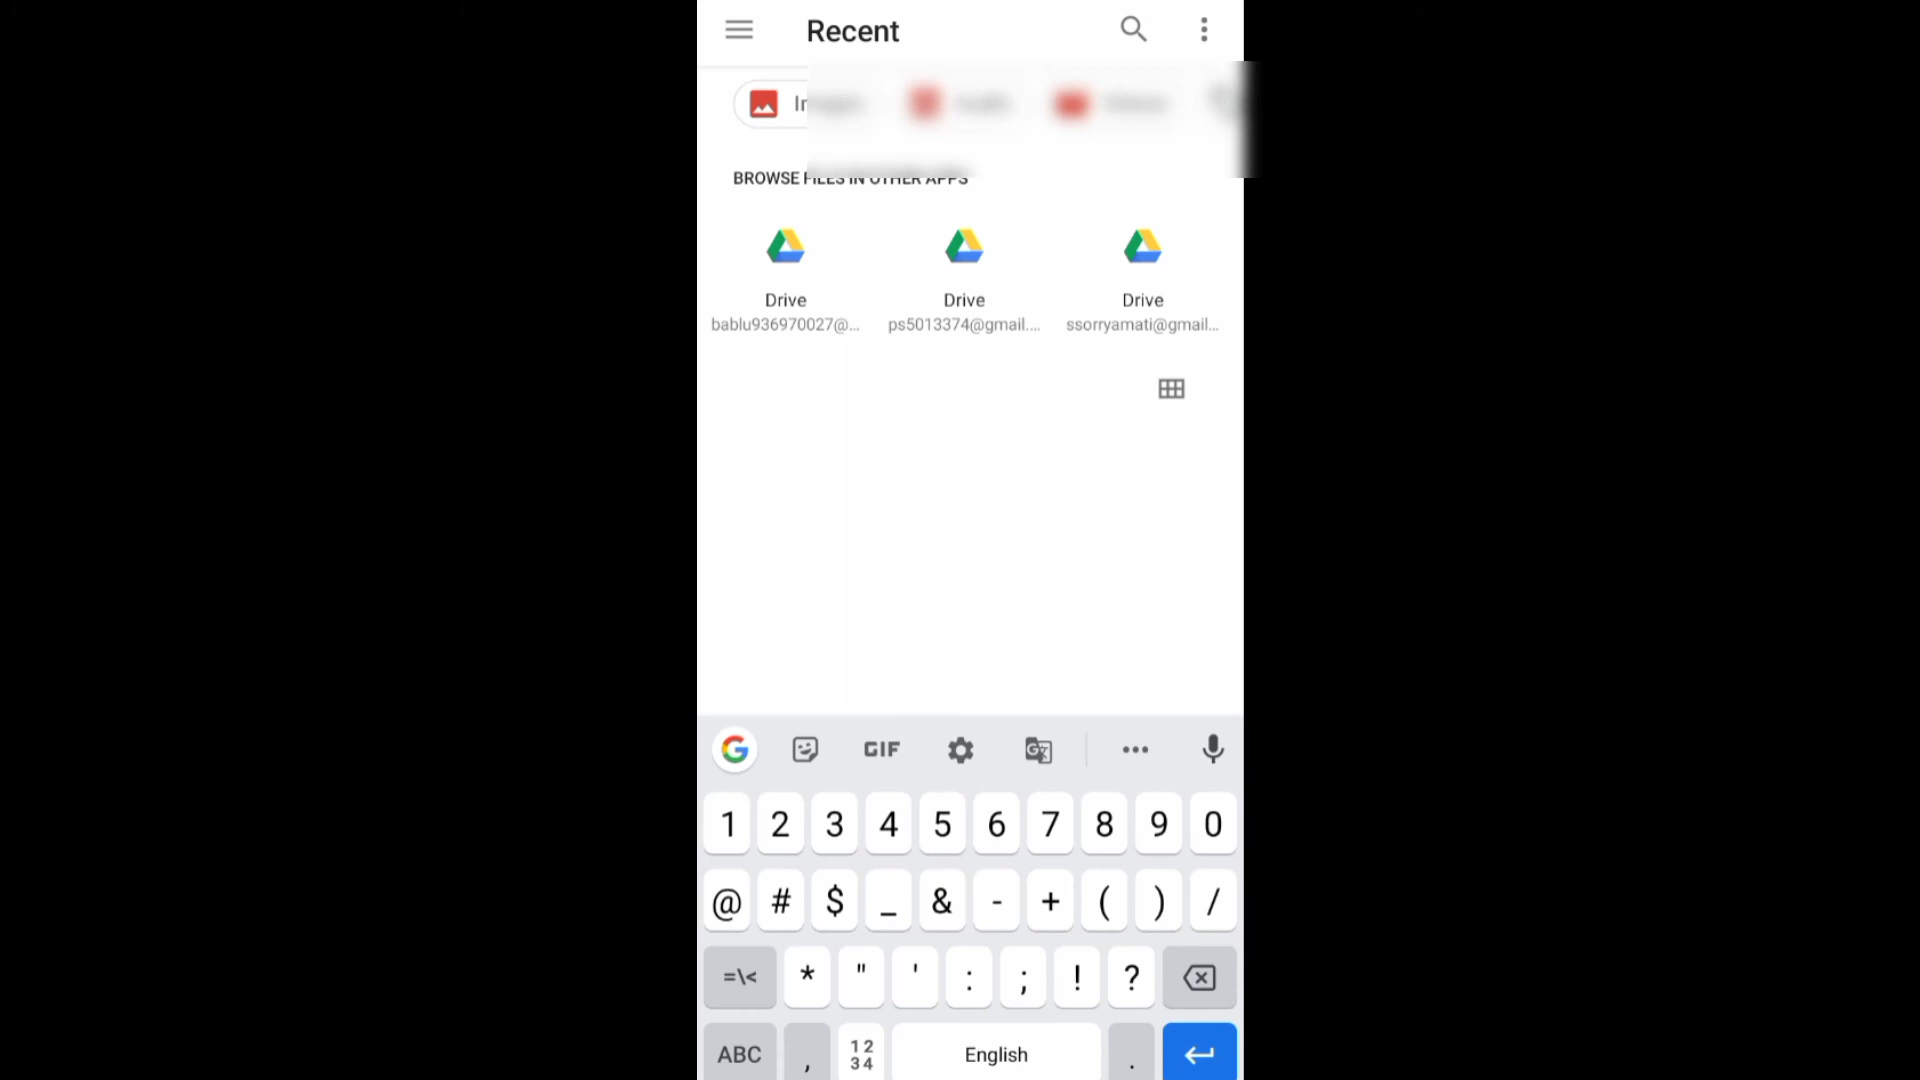 Recent
BROWSE FILES IN OTHER APPS
Drive
bablu936970027@...
Drive
ps5013374@gmail....
Drive
ssorryamati@gmail...
GIF
1 2 3 4 5 6 7 8 9 0
@ # $ _ & - + ( ) /
=\< * " ' : ; ! ?
ABC , 1 2 3 4 English .